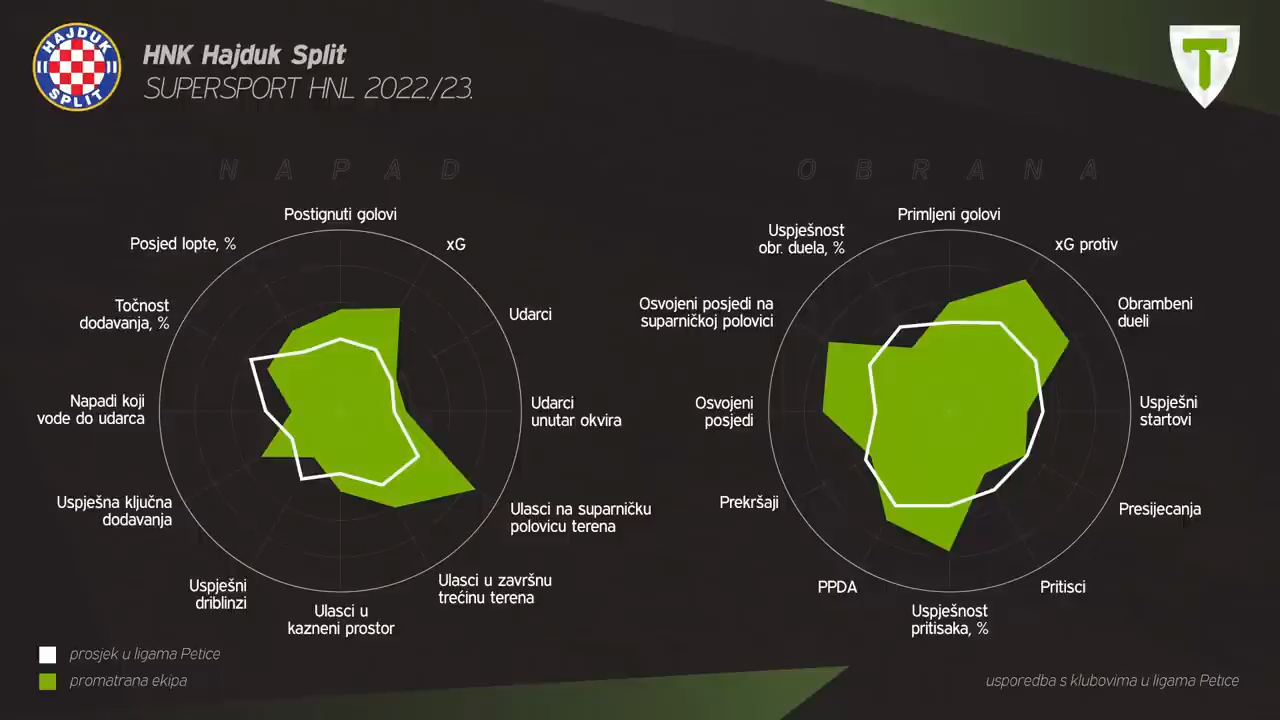 HAJDUK
SPLIT
HNK Hajduk Split
SUPERSPORT HNL 2022./23.
T
NAPAD
Postignuti golovi
xG
Udarci
Udarci
unutar okvira
Ulasci na suparničku
polovicu terena
Ulasci u završnu
trećinu terena
Ulasci u
kazneni prostor
Uspješni
driblinzi
Uspješna ključna
dodavanja
Napadi koji
vode do udarca
Točnost
dodavanja, %
Posjed lopte, %
OBRANA
Primljeni golovi
xG protiv
Obrambeni
dueli
Uspješni
startovi
Presijecanja
Pritisci
Uspješnost
pritisaka, %
PPDA
Prekršaji
Osvojeni
posjedi
Osvojeni posjedi na
suparničkoj polovici
Uspješnost
obr. duela, %
prosjek u ligama Petice
promatrana ekipa
usporedba s klubovima u ligama Petice